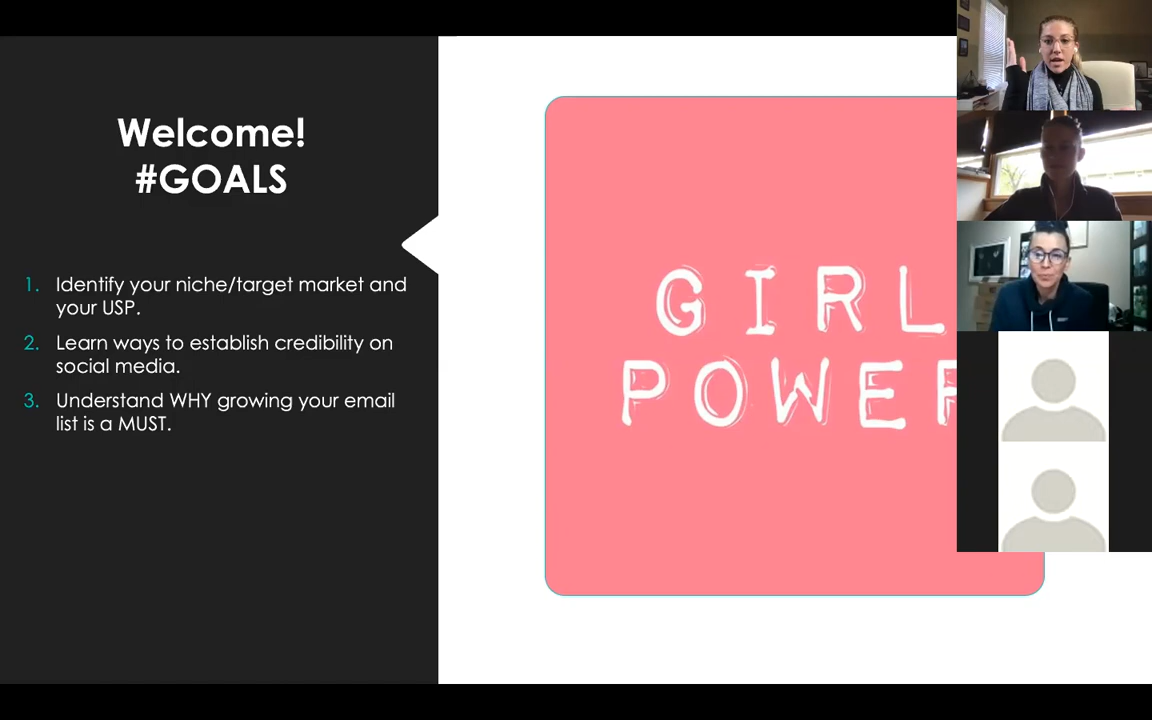 Welcome!
#GOALS
1. Identify your niche/target market and
your USP.
2. Learn ways to establish credibility on
social media.
3. Understand WHY growing your email
list is a MUST.
GIRL
POWER